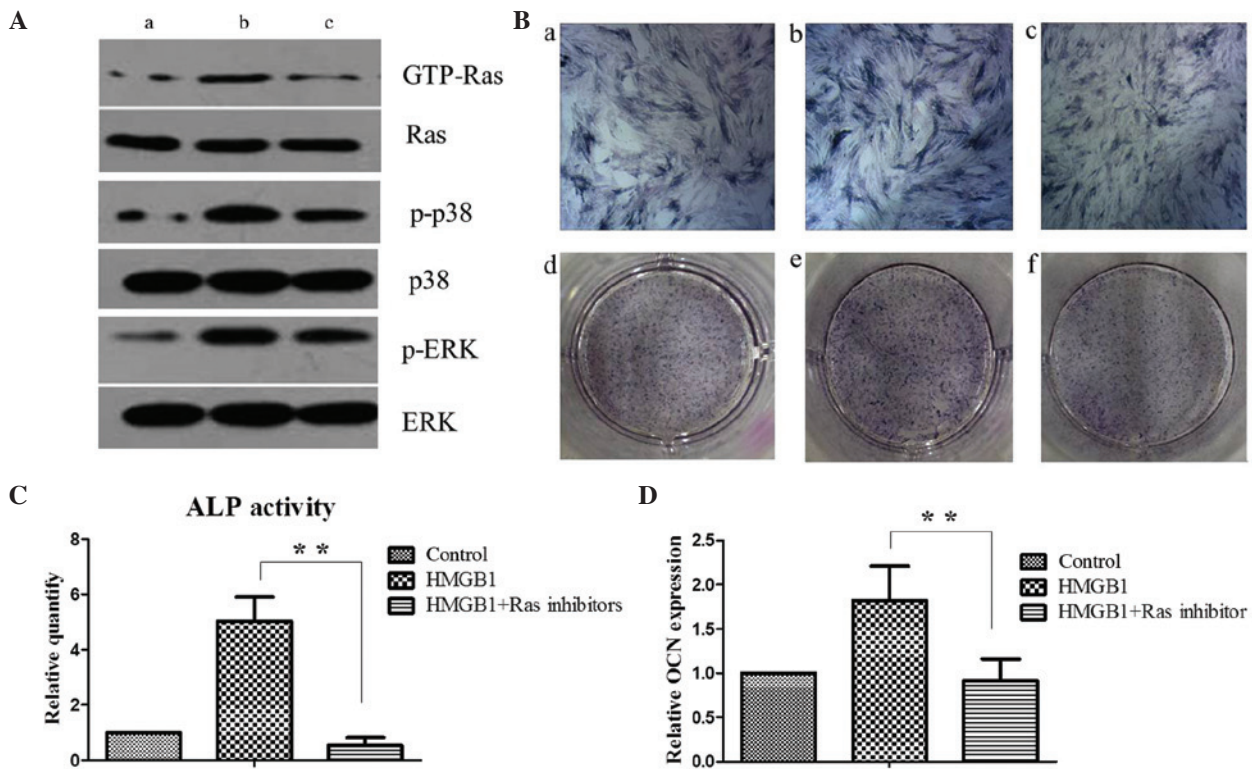 A
a b c
GTP-Ras
Ras
p-p38
p38
p-ERK
ERK
B
a b c
d e f
C
ALP activity
Relative quantify
8
6
4
2
0
* *
Control
HMGB1
HMGB1+Ras inhibitors
D
Relative OCN expression
2.5
2.0
1.5
1.0
0.5
0.0
* *
Control
HMGB1
HMGB1+Ras inhibitor